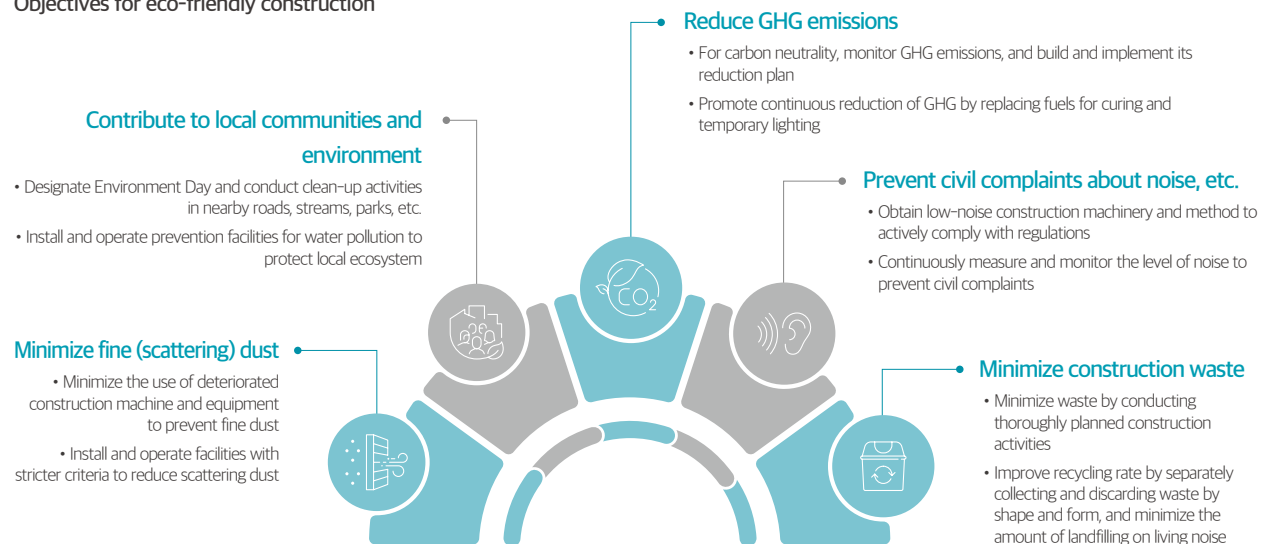 Objectives for eco-friendly construction
Reduce GHG emissions
• For carbon neutrality, monitor GHG emissions, and build and implement its
reduction plan
• Promote continuous reduction of GHG by replacing fuels for curing and
temporary lighting
Contribute to local communities and
environment
• Designate Environment Day and conduct clean-up activities
in nearby roads, streams, parks, etc.
• Install and operate prevention facilities for water pollution to
protect local ecosystem
Prevent civil complaints about noise, etc.
• Obtain low-noise construction machinery and method to
actively comply with regulations
• Continuously measure and monitor the level of noise to
prevent civil complaints
CO2
Minimize fine (scattering) dust
• Minimize the use of deteriorated
construction machine and equipment
to prevent fine dust
• Install and operate facilities with
stricter criteria to reduce scattering dust
Minimize construction waste
• Minimize waste by conducting
thoroughly planned construction
activities
• Improve recycling rate by separately
collecting and discarding waste by
shape and form, and minimize the
amount of landfilling on living noise